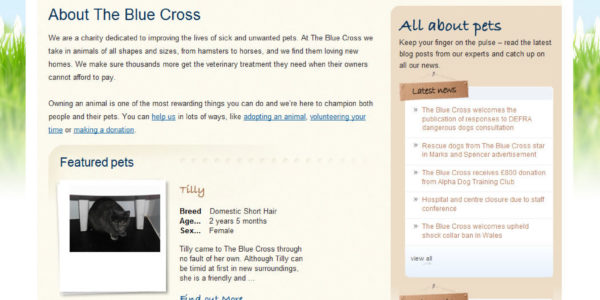 About The Blue Cross
We are a charity dedicated to improving the lives of sick and unwanted pets. At The Blue Cross we
take in animals of all shapes and sizes, from hamsters to horses, and we find them loving new
homes. We make sure thousands more get the veterinary treatment they need when their owners
cannot afford to pay.
Owning an animal is one of the most rewarding things you can do and we're here to champion both
people and their pets. You can help us in lots of ways, like adopting an animal, volunteering your
time or making a donation.
Featured pets
Tilly
Breed Domestic Short Hair
Age... 2 years 5 months
Sex... Female
Tilly came to The Blue Cross through
no fault of her own. Although Tilly can
be timid at first in new surroundings,
she is a friendly and ...
Find out More
All about pets
Keep your finger on the pulse – read the latest
blog posts from our experts and catch up on
all our news.
Latest news
» The Blue Cross welcomes the
publication of responses to DEFRA
dangerous dogs consultation
» Rescue dogs from The Blue Cross star
in Marks and Spencer advertisement
» The Blue Cross receives £800 donation
from Alpha Dog Training Club
» Hospital and centre closure due to staff
conference
» The Blue Cross welcomes upheld
shock collar ban in Wales
view all